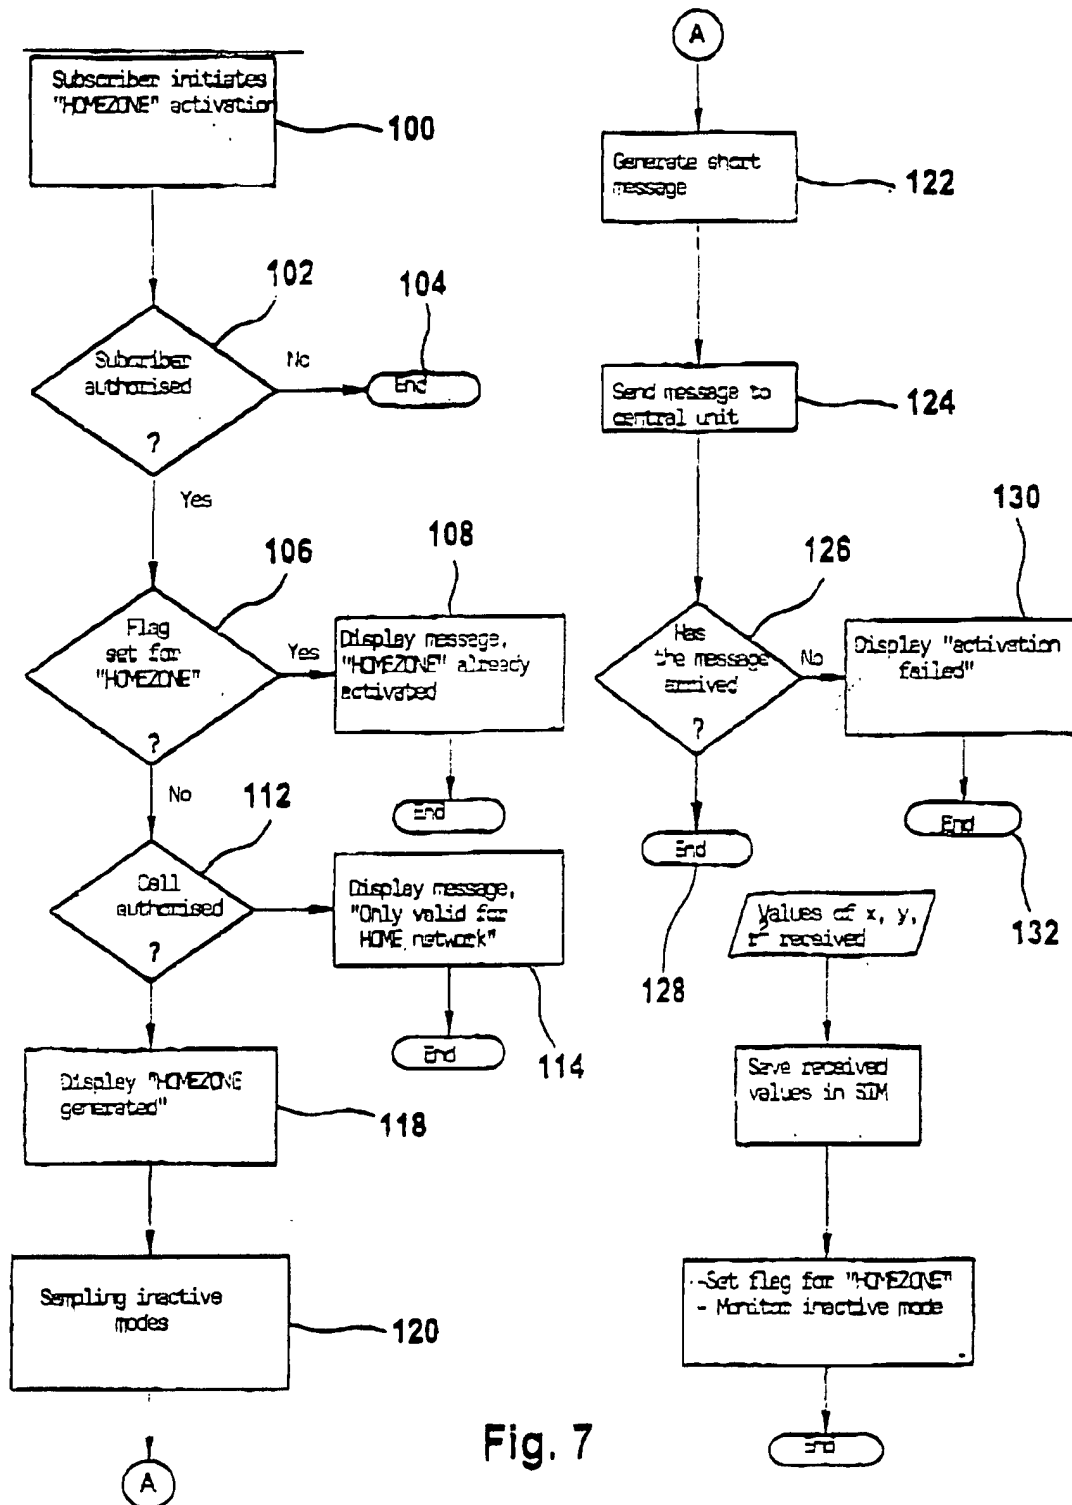 Subscriber initiates
"HOMEZONE" activation
100
102
Subcriber
authorised
?
No
104
End
Yes
106
Flag
set for
"HOMEZONE"
?
Yes
108
Display message,
"HOMEZONE" already
activated
End
No
112
Call
authorised
?
Display message,
"Only valid for
HOME network"
114
End
Display "HOMEZONE
generated"
118
Sampling inactive
modes
120
A
A
Generate short
message
122
Send message to
central unit
124
126
Has
the message
arrived
?
No
130
Display "activation
failed"
End
132
End
128
Values of x, y,
r² received
Save received
values in SIM
-Set fleg for "HOMEZONE"
- Monitor inactive mode
End
Fig. 7